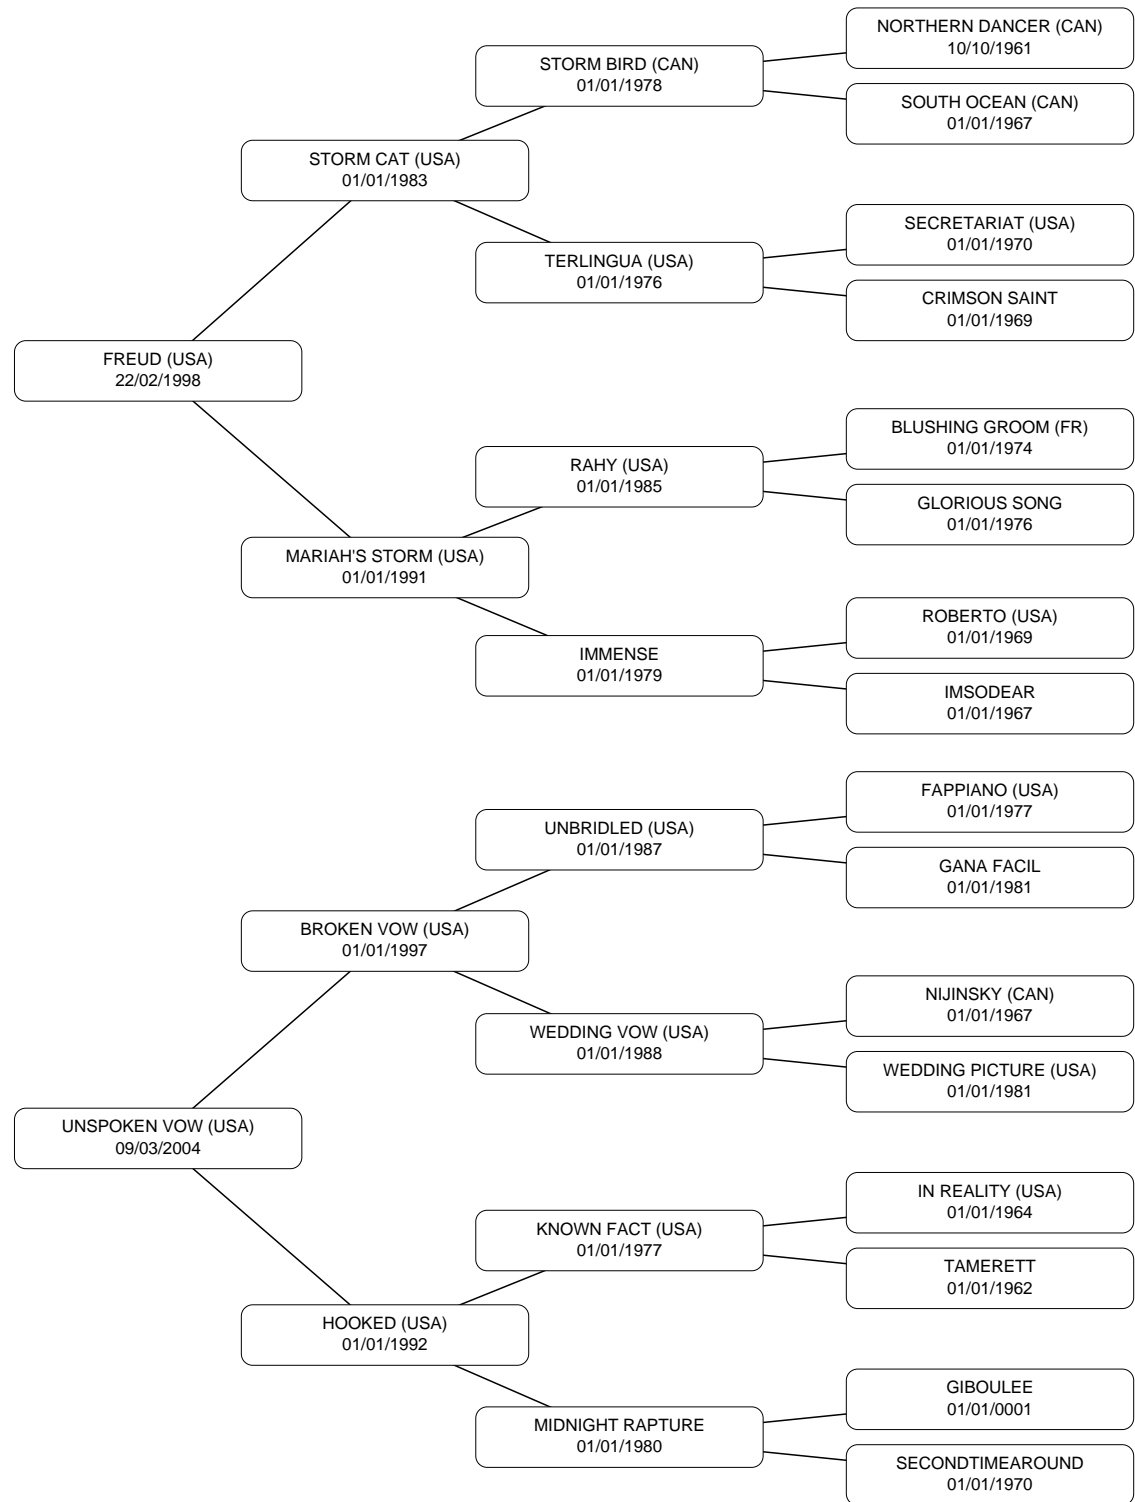 NORTHERN DANCER (CAN)
10/10/1961
STORM BIRD (CAN)
01/01/1978
SOUTH OCEAN (CAN)
01/01/1967
STORM CAT (USA)
01/01/1983
SECRETARIAT (USA)
01/01/1970
TERLINGUA (USA)
01/01/1976
CRIMSON SAINT
01/01/1969
FREUD (USA)
22/02/1998
BLUSHING GROOM (FR)
01/01/1974
RAHY (USA)
01/01/1985
GLORIOUS SONG
01/01/1976
MARIAH'S STORM (USA)
01/01/1991
ROBERTO (USA)
01/01/1969
IMMENSE
01/01/1979
IMSODEAR
01/01/1967
FAPPIANO (USA)
01/01/1977
UNBRIDLED (USA)
01/01/1987
GANA FACIL
01/01/1981
BROKEN VOW (USA)
01/01/1997
NIJINSKY (CAN)
01/01/1967
WEDDING VOW (USA)
01/01/1988
WEDDING PICTURE (USA)
01/01/1981
UNSPOKEN VOW (USA)
09/03/2004
IN REALITY (USA)
01/01/1964
KNOWN FACT (USA)
01/01/1977
TAMERETT
01/01/1962
HOOKED (USA)
01/01/1992
GIBOULEE
01/01/0001
MIDNIGHT RAPTURE
01/01/1980
SECONDTIMEAROUND
01/01/1970